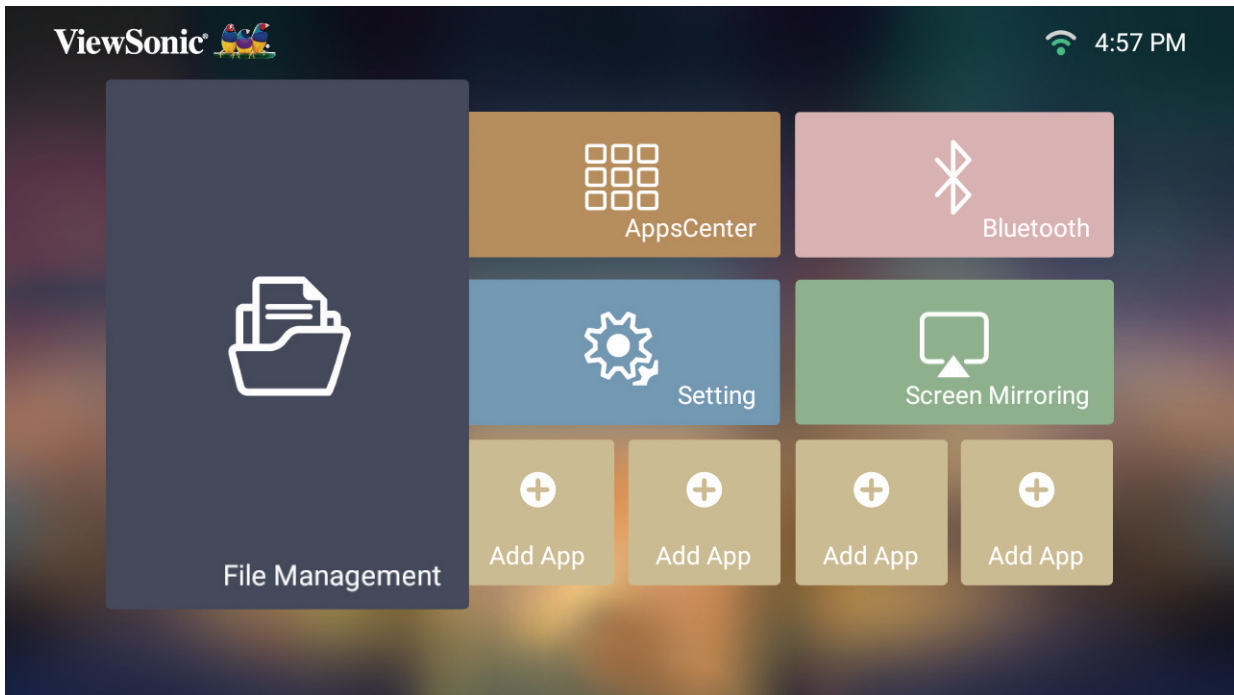 ViewSonic®
4:57 PM
AppsCenter
Bluetooth
Setting
Screen Mirroring
File Management
Add App
Add App
Add App
Add App